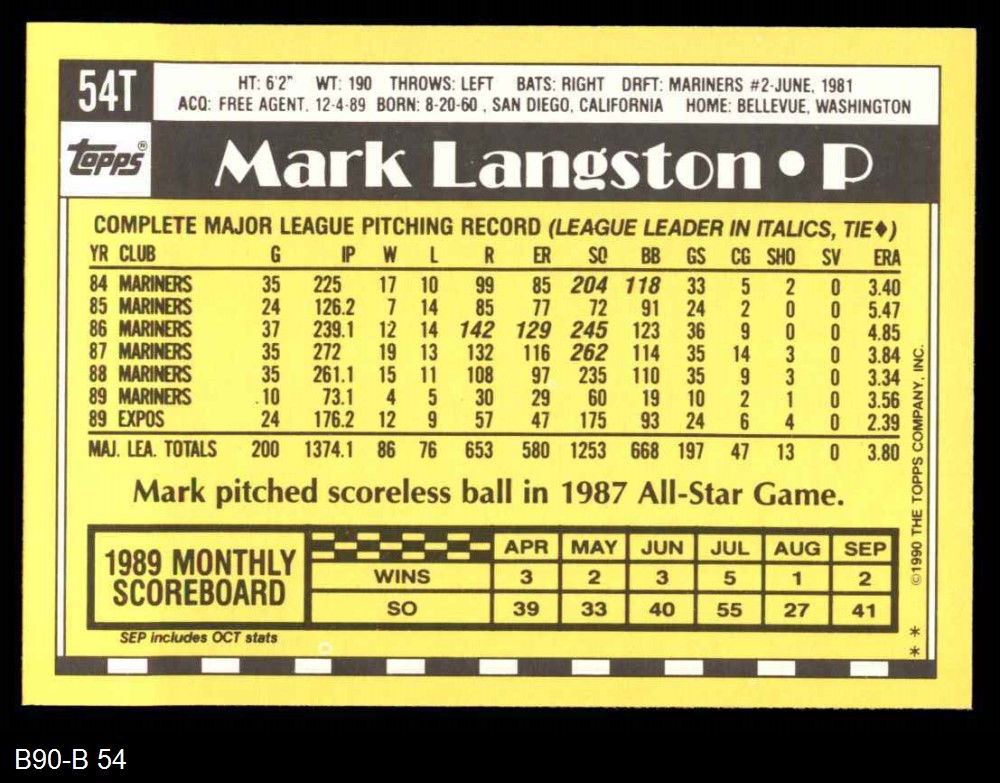 54T
HT: 6'2" WT: 190 THROWS: LEFT BATS: RIGHT DRFT: MARINERS #2-JUNE, 1981
ACQ: FREE AGENT. 12-4-89 BORN: 8-20-60 , SAN DIEGO, CALIFORNIA HOME: BELLEVUE, WASHINGTON
Topps®
Mark Langston • P
COMPLETE MAJOR LEAGUE PITCHING RECORD (LEAGUE LEADER IN ITALICS, TIE♦)
YR CLUB G IP W L R ER SO BB GS CG SHO SV ERA
84 MARINERS 35 225 17 10 99 85 204 118 33 5 2 0 3.40
85 MARINERS 24 126.2 7 14 85 77 72 91 24 2 0 0 5.47
86 MARINERS 37 239.1 12 14 142 129 245 123 36 9 0 0 4.85
87 MARINERS 35 272 19 13 132 116 262 114 35 14 3 0 3.84
88 MARINERS 35 261.1 15 11 108 97 235 110 35 9 3 0 3.34
89 MARINERS 10 73.1 4 5 30 29 60 19 10 2 1 0 3.56
89 EXPOS 24 176.2 12 9 57 47 175 93 24 6 4 0 2.39
MAJ. LEA. TOTALS 200 1374.1 86 76 653 580 1253 668 197 47 13 0 3.80
Mark pitched scoreless ball in 1987 All-Star Game.
1989 MONTHLY
SCOREBOARD
APR MAY JUN JUL AUG SEP
WINS 3 2 3 5 1 2
SO 39 33 40 55 27 41
SEP includes OCT stats
©1990 THE TOPPS COMPANY, INC.
* *
B90-B 54